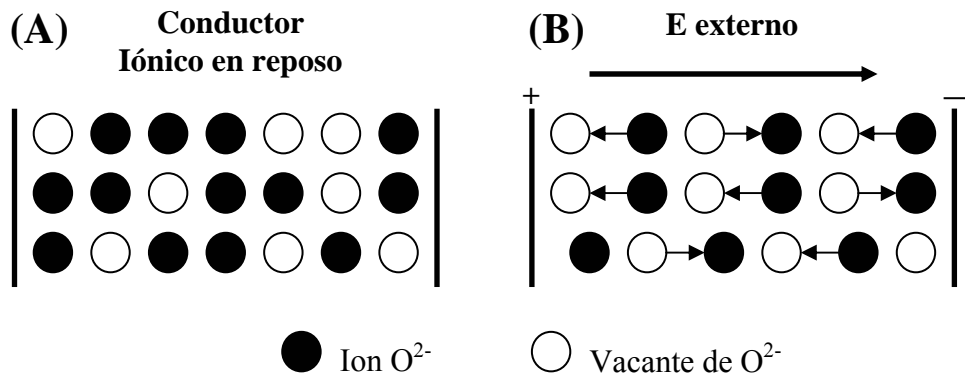 (A)
Conductor
Iónico en reposo
(B)
E externo
+
−
Ion O²⁻
Vacante de O²⁻